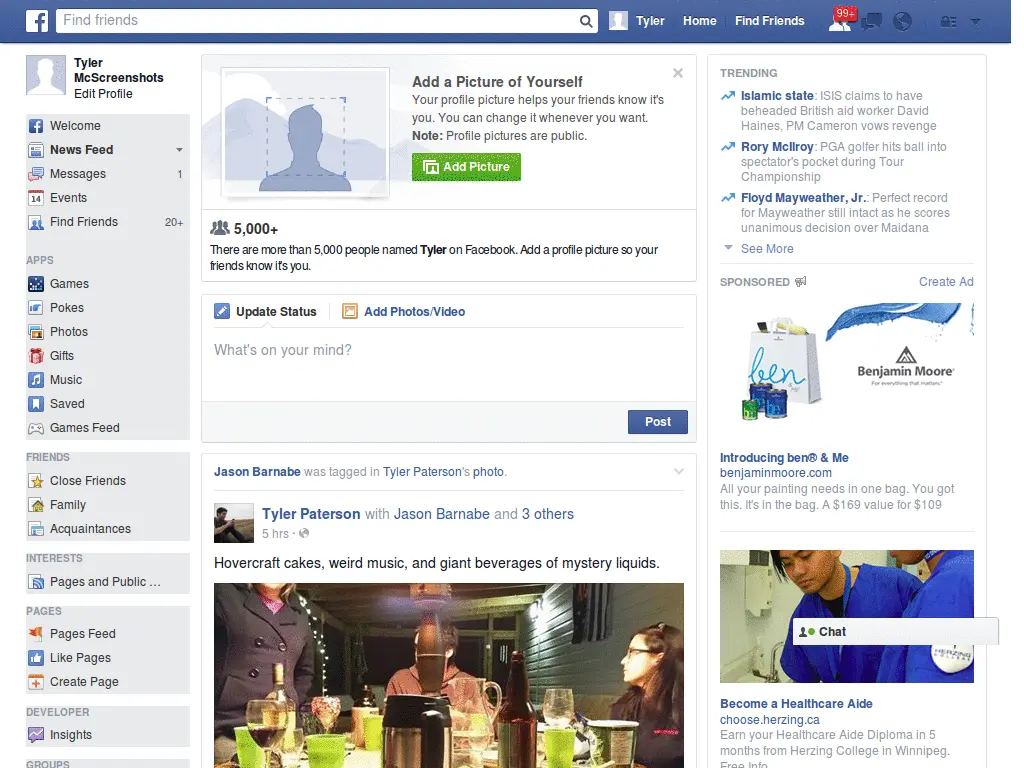 Find friends
Tyler
Home
Find Friends
99+
Tyler
McScreenshots
Edit Profile
Welcome
News Feed
Messages 1
14 Events
Find Friends 20+
APPS
Games
Pokes
Photos
Gifts
Music
Saved
Games Feed
FRIENDS
Close Friends
Family
Acquaintances
INTERESTS
Pages and Public ...
PAGES
Pages Feed
Like Pages
Create Page
DEVELOPER
Insights
GROUPS
Add a Picture of Yourself
Your profile picture helps your friends know it's
you. You can change it whenever you want.
Note: Profile pictures are public.
Add Picture
5,000+
There are more than 5,000 people named Tyler on Facebook. Add a profile picture so your
friends know it's you.
Update Status
Add Photos/Video
What's on your mind?
Post
Jason Barnabe was tagged in Tyler Paterson's photo.
Tyler Paterson with Jason Barnabe and 3 others
5 hrs ·
Hovercraft cakes, weird music, and giant beverages of mystery liquids.
TRENDING
Islamic state: ISIS claims to have
beheaded British aid worker David
Haines, PM Cameron vows revenge
Rory McIlroy: PGA golfer hits ball into
spectator's pocket during Tour
Championship
Floyd Mayweather, Jr.: Perfect record
for Mayweather still intact as he scores
unanimous decision over Maidana
See More
SPONSORED
Create Ad
ben
Benjamin Moore®
For everything that matters.®
Introducing ben® & Me
benjaminmoore.com
All your painting needs in one bag. You got
this. It's in the bag. A $169 value for $109
Chat
HERZING
COLLEGE
Become a Healthcare Aide
choose.herzing.ca
Earn your Healthcare Aide Diploma in 5
months from Herzing College in Winnipeg.
Free Info